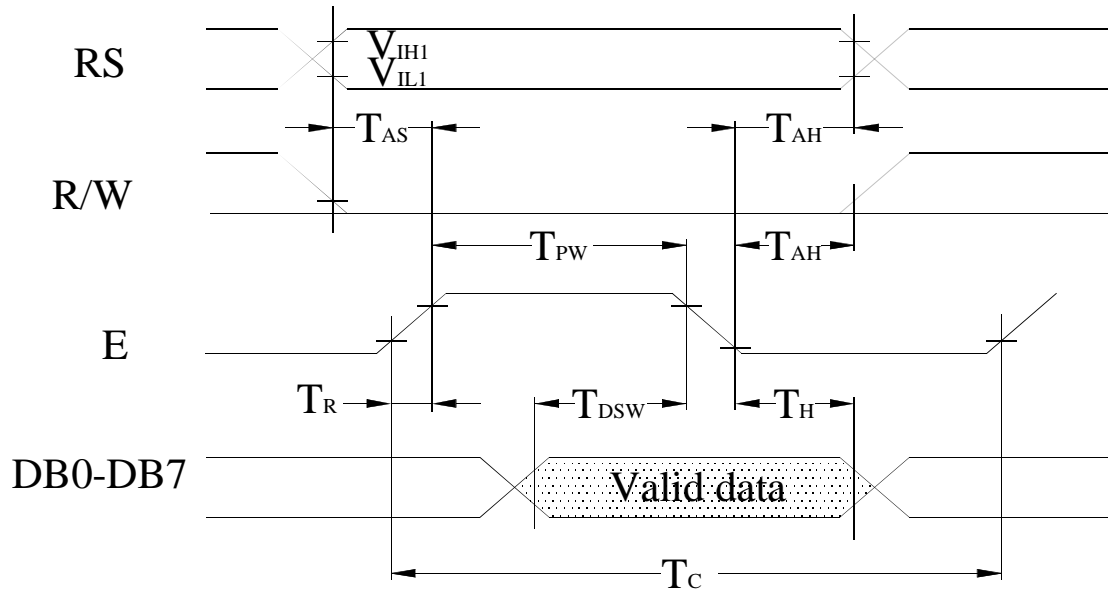 RS
VIH1
VIL1
TAS
TAH
R/W
TPW
TAH
E
TR
TDSW
TH
DB0-DB7
Valid data
TC